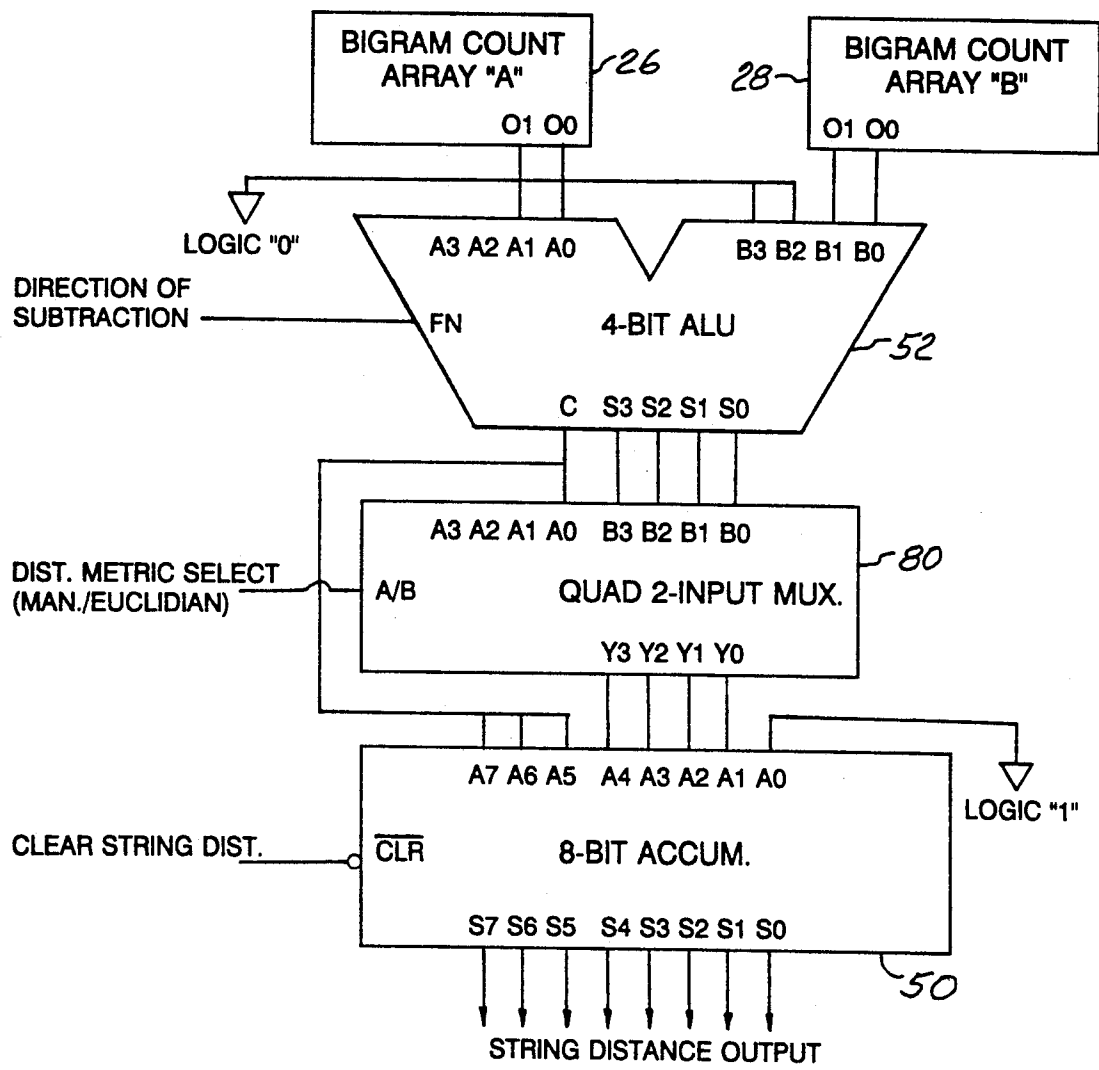 BIGRAM COUNT
ARRAY "A"
O1 O0
26
BIGRAM COUNT
ARRAY "B"
O1 O0
28
LOGIC "0"
A3 A2 A1 A0
B3 B2 B1 B0
DIRECTION OF
SUBTRACTION
FN
4-BIT ALU
52
C S3 S2 S1 S0
A3 A2 A1 A0 B3 B2 B1 B0
80
DIST. METRIC SELECT
(MAN./EUCLIDIAN)
A/B
QUAD 2-INPUT MUX.
Y3 Y2 Y1 Y0
A7 A6 A5 A4 A3 A2 A1 A0
LOGIC "1"
CLEAR STRING DIST.
CLR
8-BIT ACCUM.
S7 S6 S5 S4 S3 S2 S1 S0
50
STRING DISTANCE OUTPUT